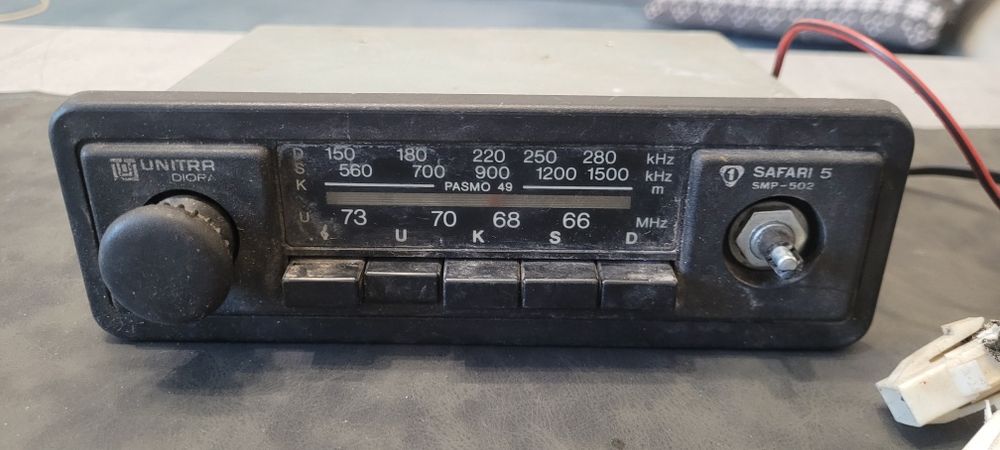 UNITRA
DIORA
D 150 180 220 250 280 kHz
S 560 700 900 1200 1500 kHz
K PASMO 49 m
U 73 70 68 66 MHz
U K S D
1 SAFARI 5
SMP-502